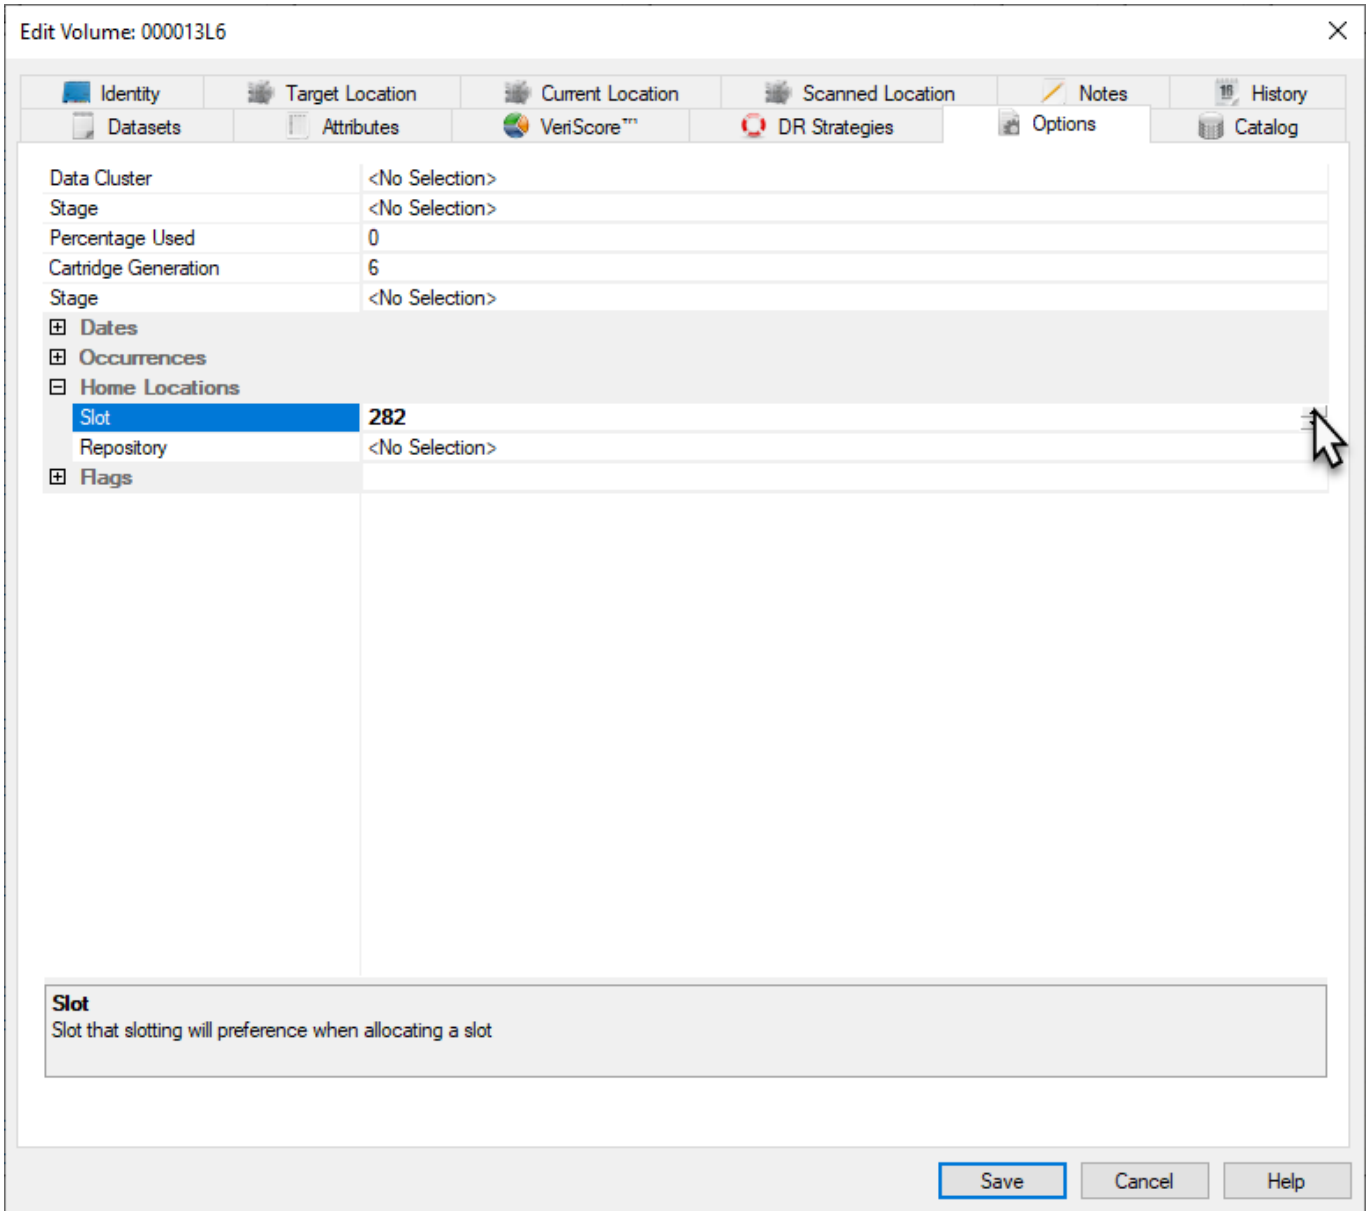 Edit Volume: 000013L6
Identity Target Location Current Location Scanned Location Notes 16 History
Datasets Attributes VeriScore™ DR Strategies Options Catalog
Data Cluster <No Selection>
Stage <No Selection>
Percentage Used 0
Cartridge Generation 6
Stage <No Selection>
Dates
Occurrences
Home Locations
Slot 282
Repository <No Selection>
Flags
Slot
Slot that slotting will preference when allocating a slot
Save Cancel Help